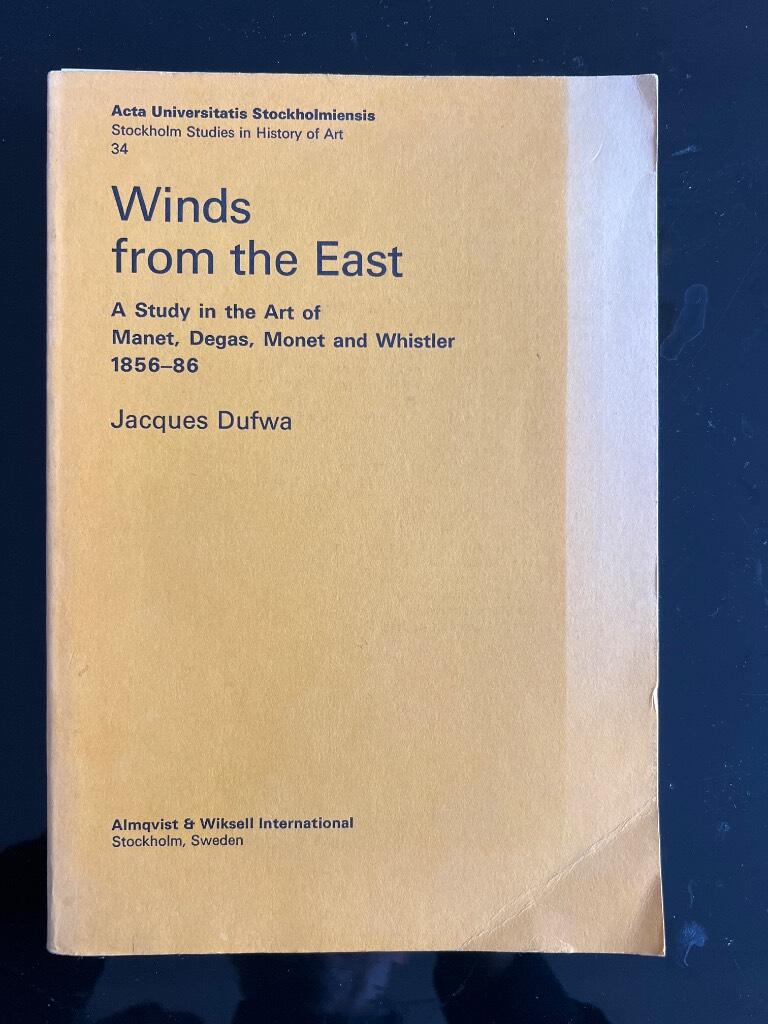 Acta Universitatis Stockholmiensis
Stockholm Studies in History of Art
34
Winds
from the East
A Study in the Art of
Manet, Degas, Monet and Whistler
1856–86
Jacques Dufwa
Almqvist & Wiksell International
Stockholm, Sweden